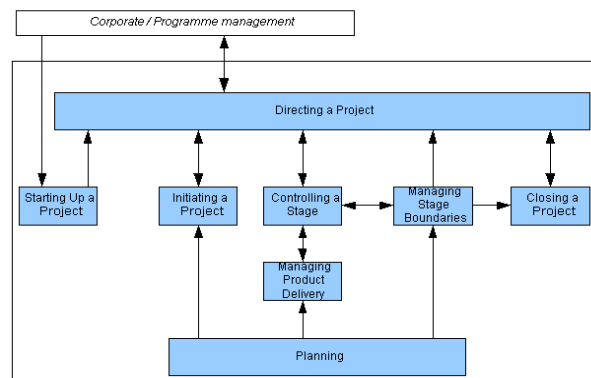 Corporate / Programme management
Directing a Project
Starting Up a
Project
Initiating a
Project
Controlling a
Stage
Managing
Stage
Boundaries
Closing a
Project
Managing
Product
Delivery
Planning